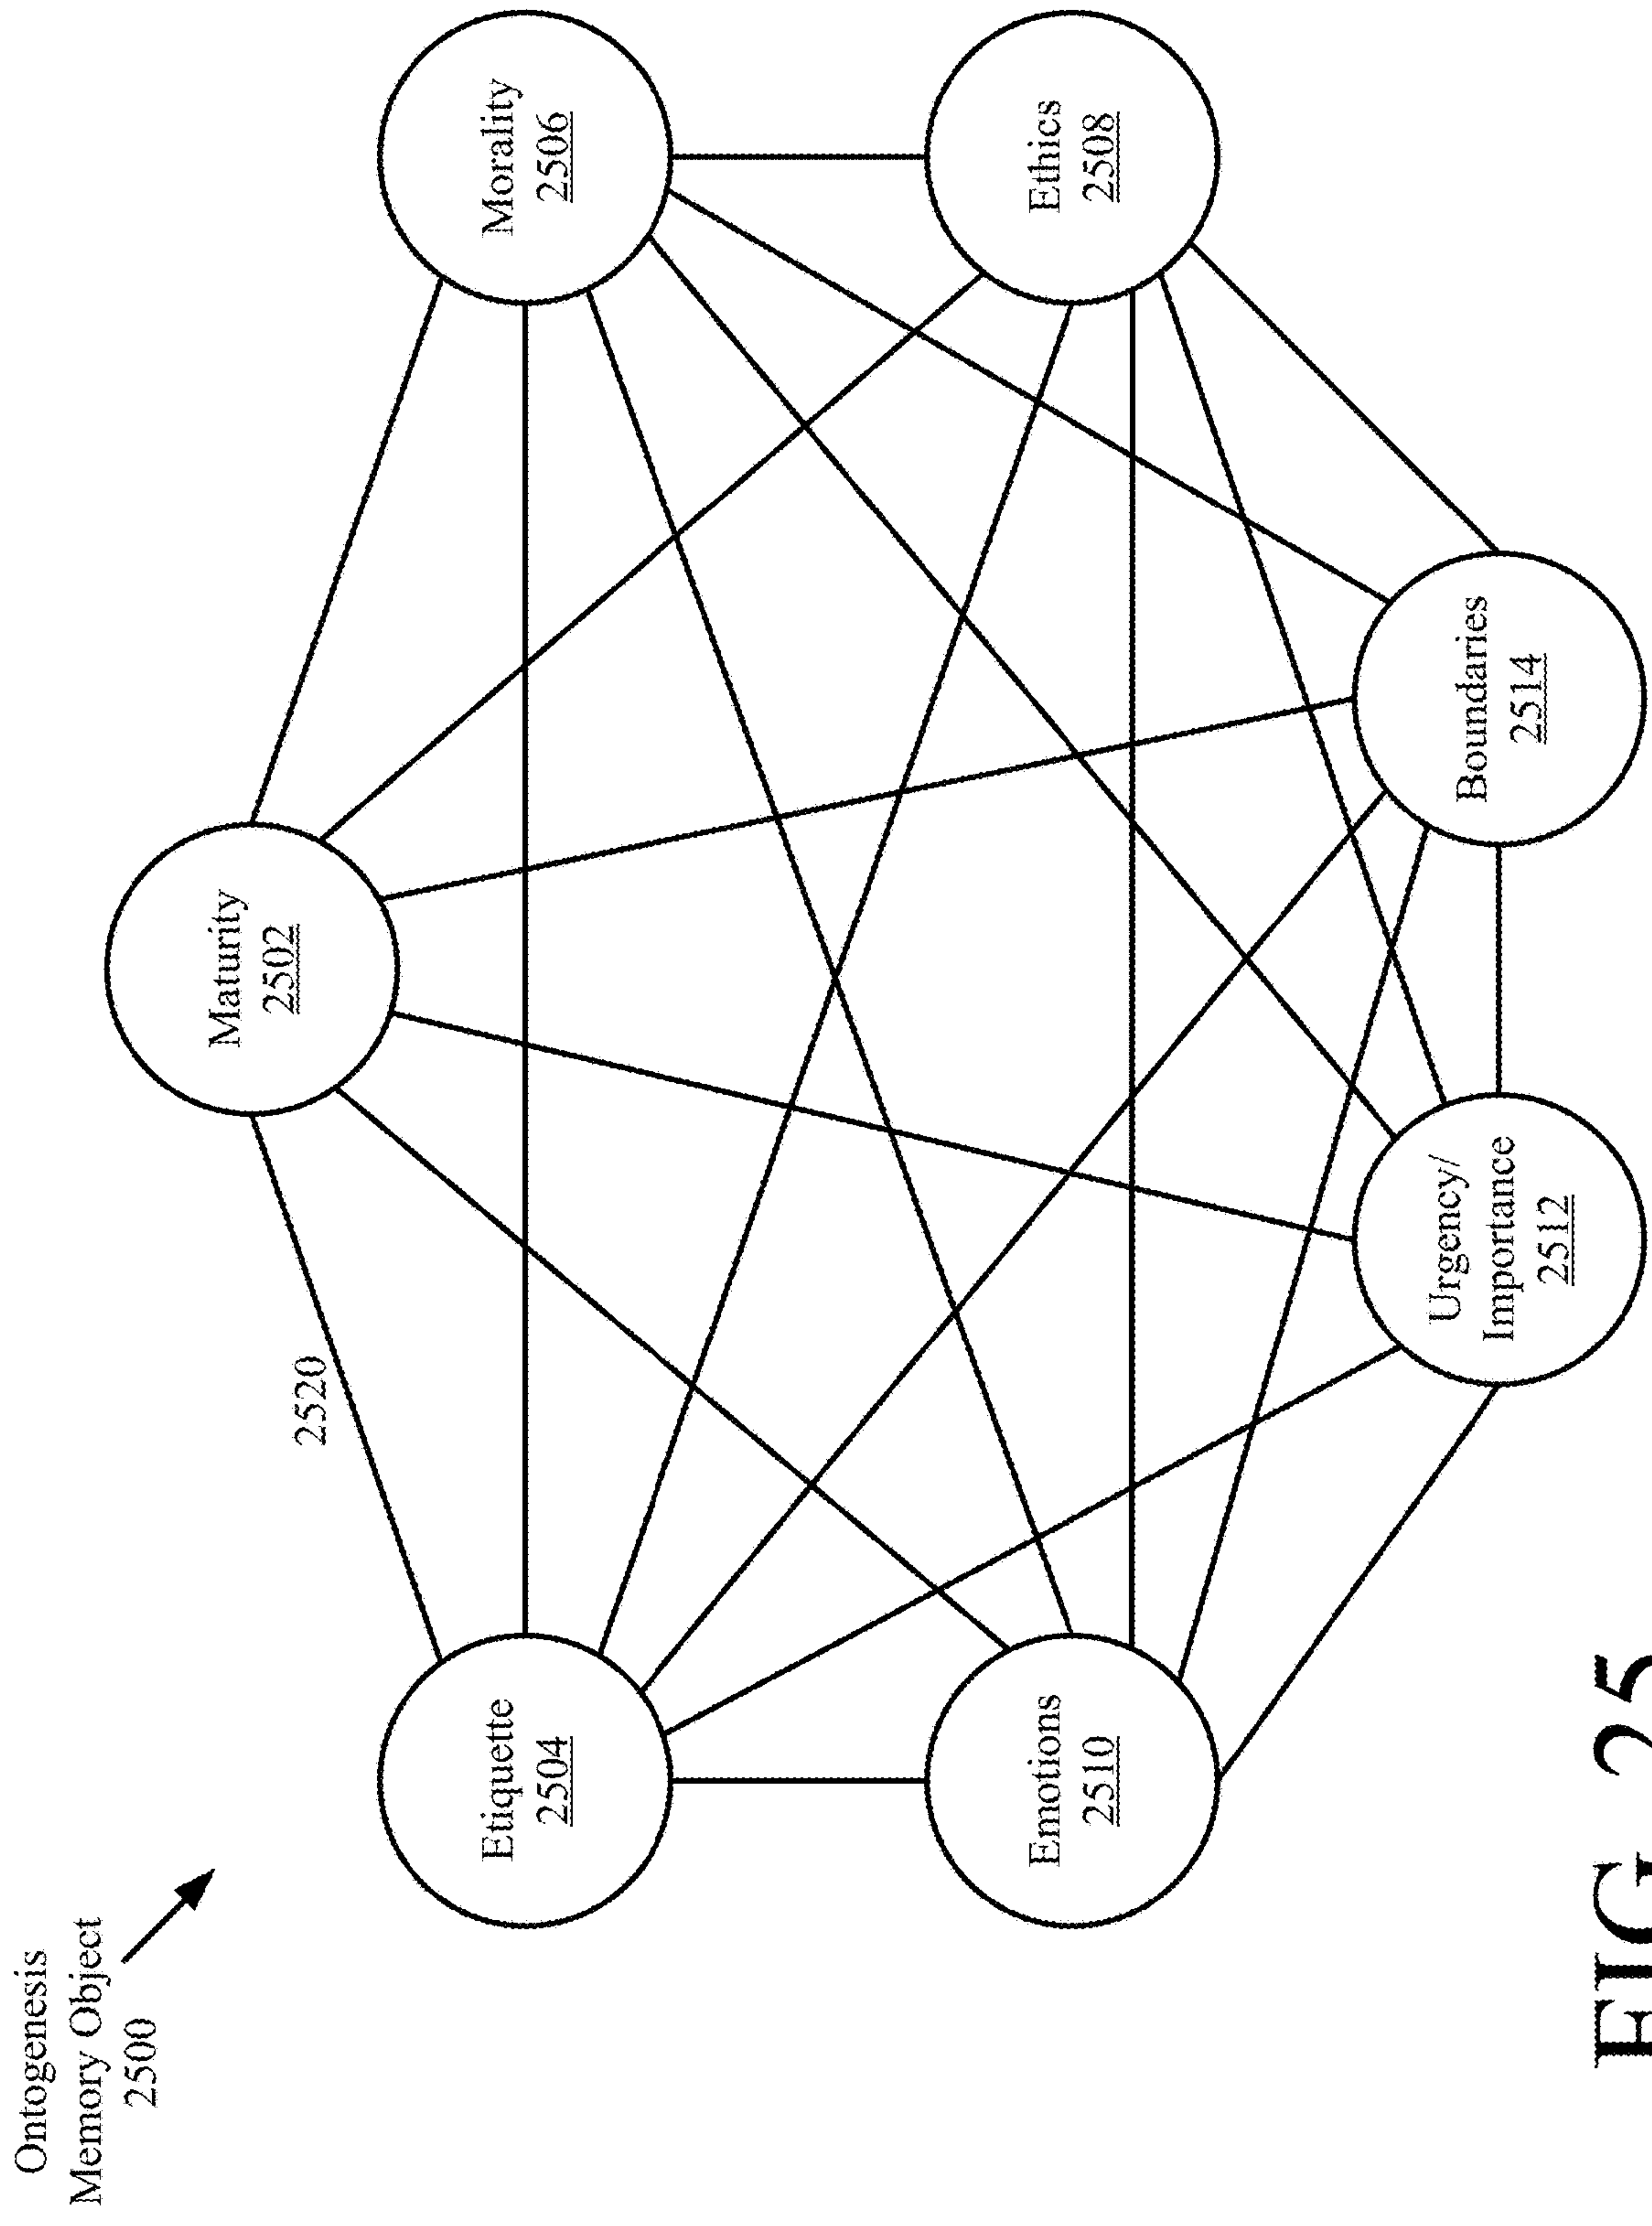 Ontogenesis
Memory Object
2500
Maturity
2502
2520
Etiquette
2504
Morality
2506
Emotions
2510
Ethics
2508
Urgency/
Importance
2512
Boundaries
2514
FIG. 25